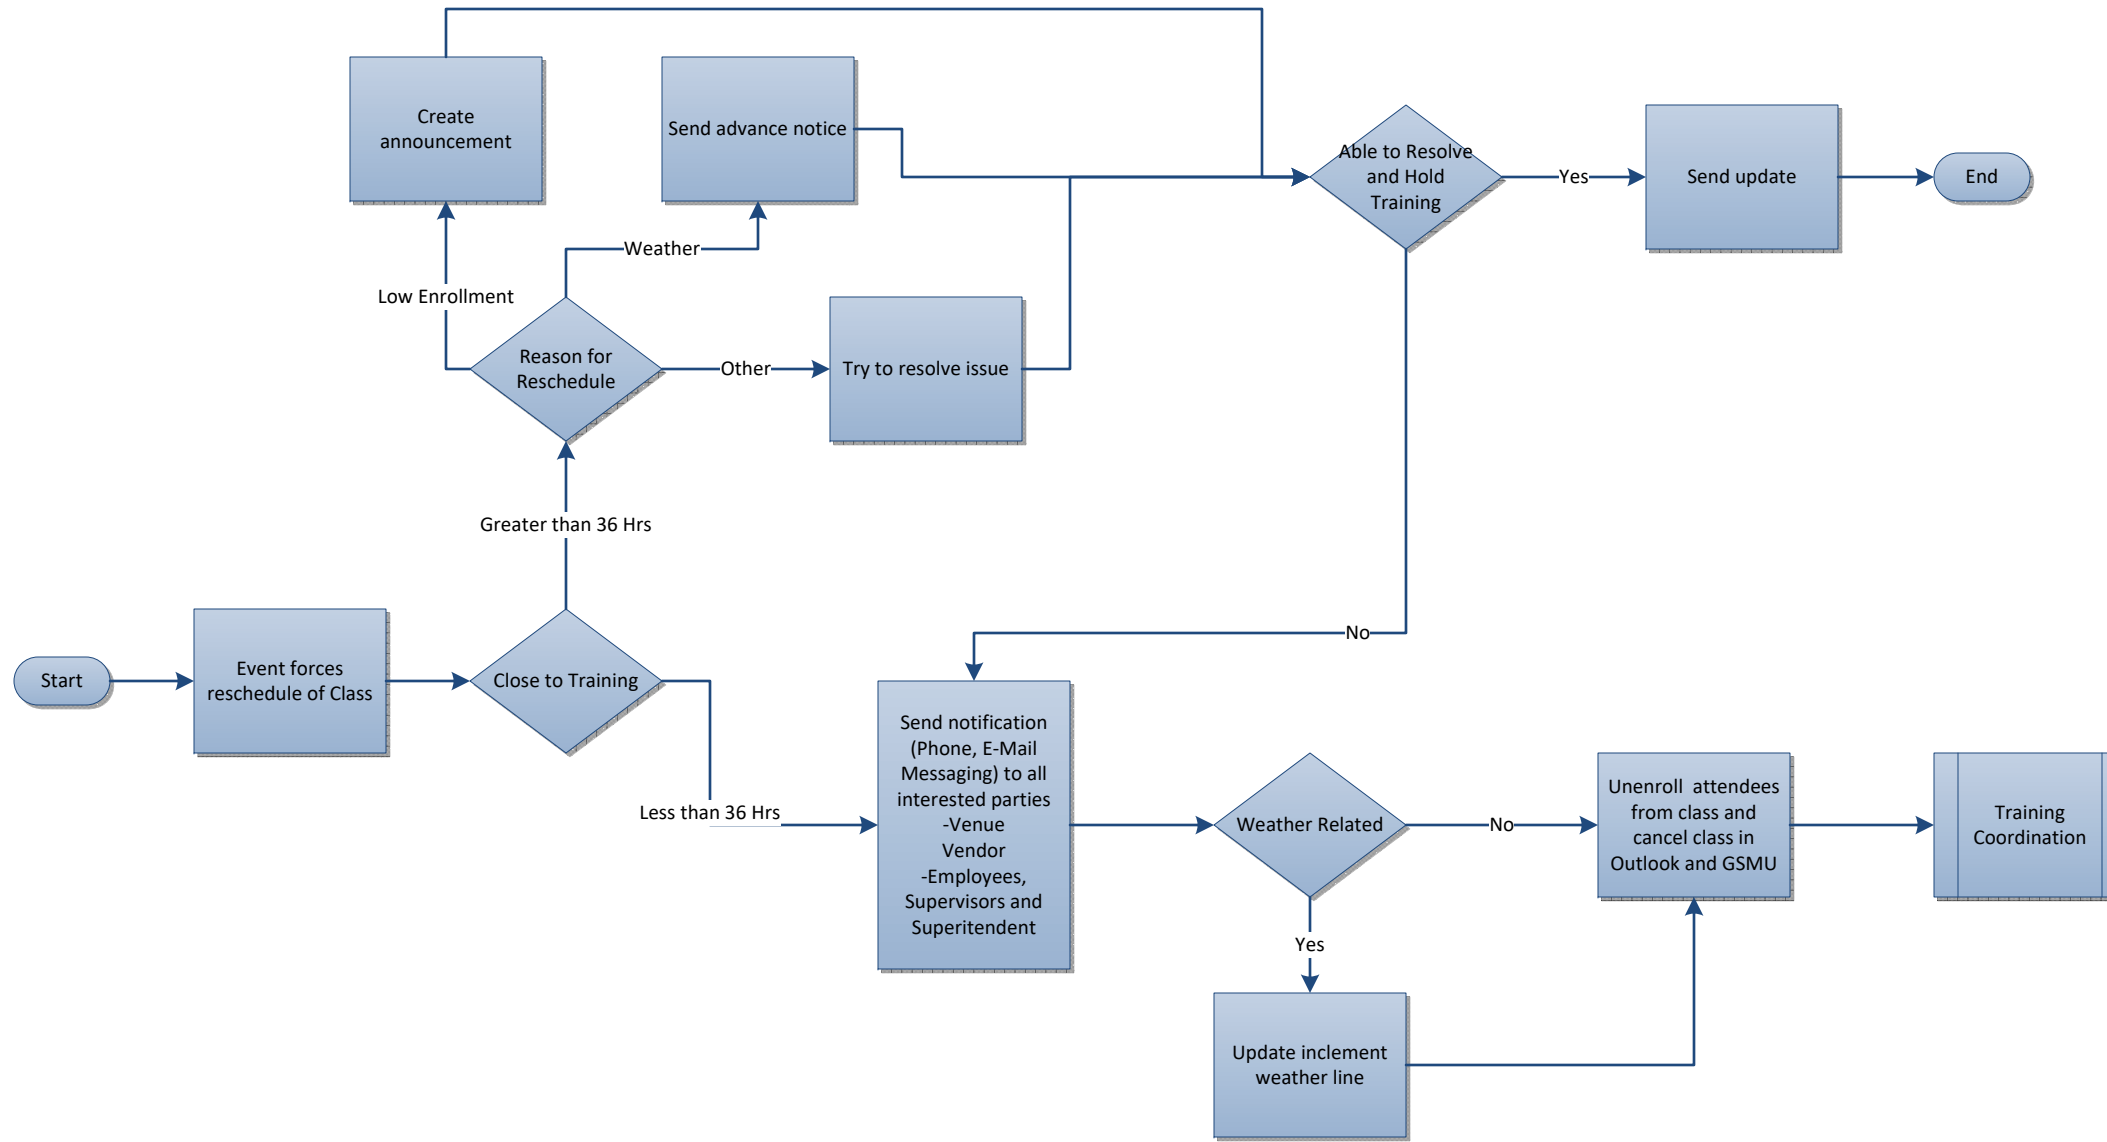 Create
announcement
Send advance notice
Able to Resolve
and Hold
Training
Yes
Send update
End
Weather
Low Enrollment
Reason for
Reschedule
Other
Try to resolve issue
Greater than 36 Hrs
No
Start
Event forces
reschedule of Class
Close to Training
Less than 36 Hrs
Send notification
(Phone, E-Mail
Messaging) to all
interested parties
-Venue
Vendor
-Employees,
Supervisors and
Superitendent
Weather Related
No
Unenroll  attendees
from class and
cancel class in
Outlook and GSMU
Training
Coordination
Yes
Update inclement
weather line